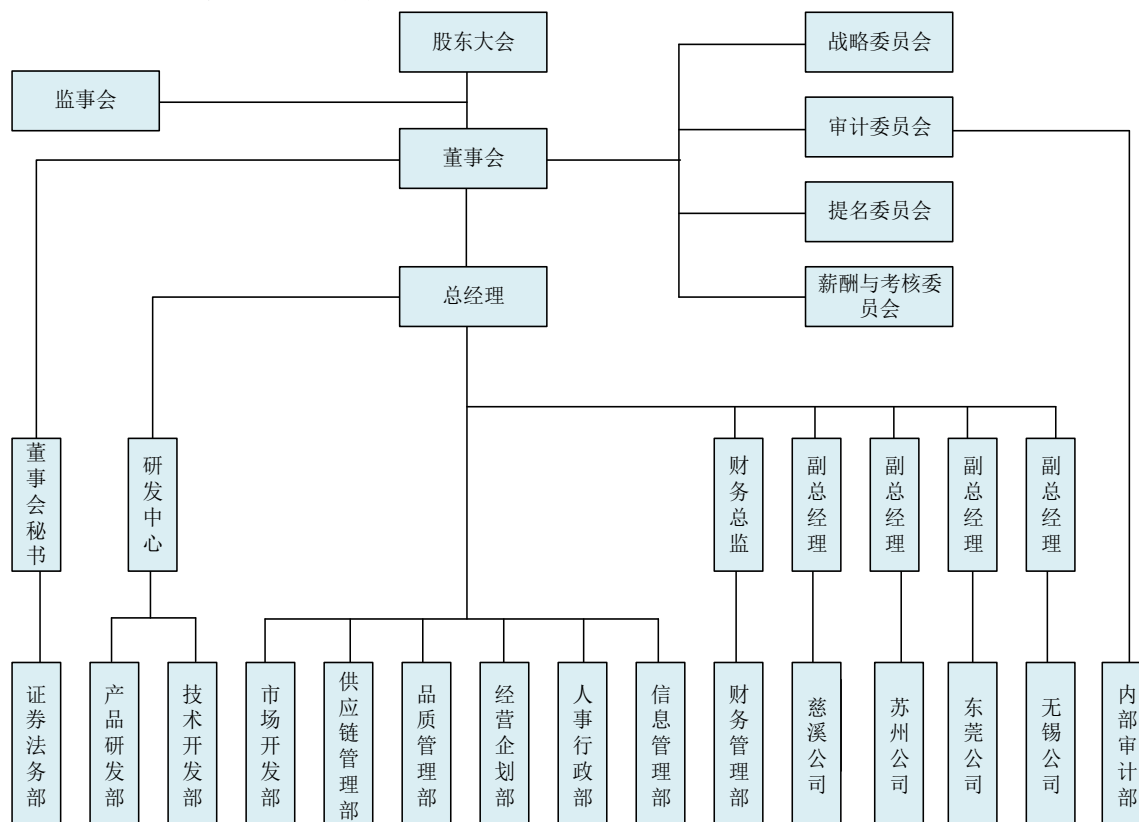 股东大会
战略委员会
监事会
审计委员会
董事会
提名委员会
总经理
薪酬与考核委
员会
董事会秘书
研发中心
财务总监
副总经理
副总经理
副总经理
副总经理
证券法务部
产品研发部
技术开发部
市场开发部
供应链管理部
品质管理部
经营企划部
人事行政部
信息管理部
财务管理部
慈溪公司
苏州公司
东莞公司
无锡公司
内部审计部